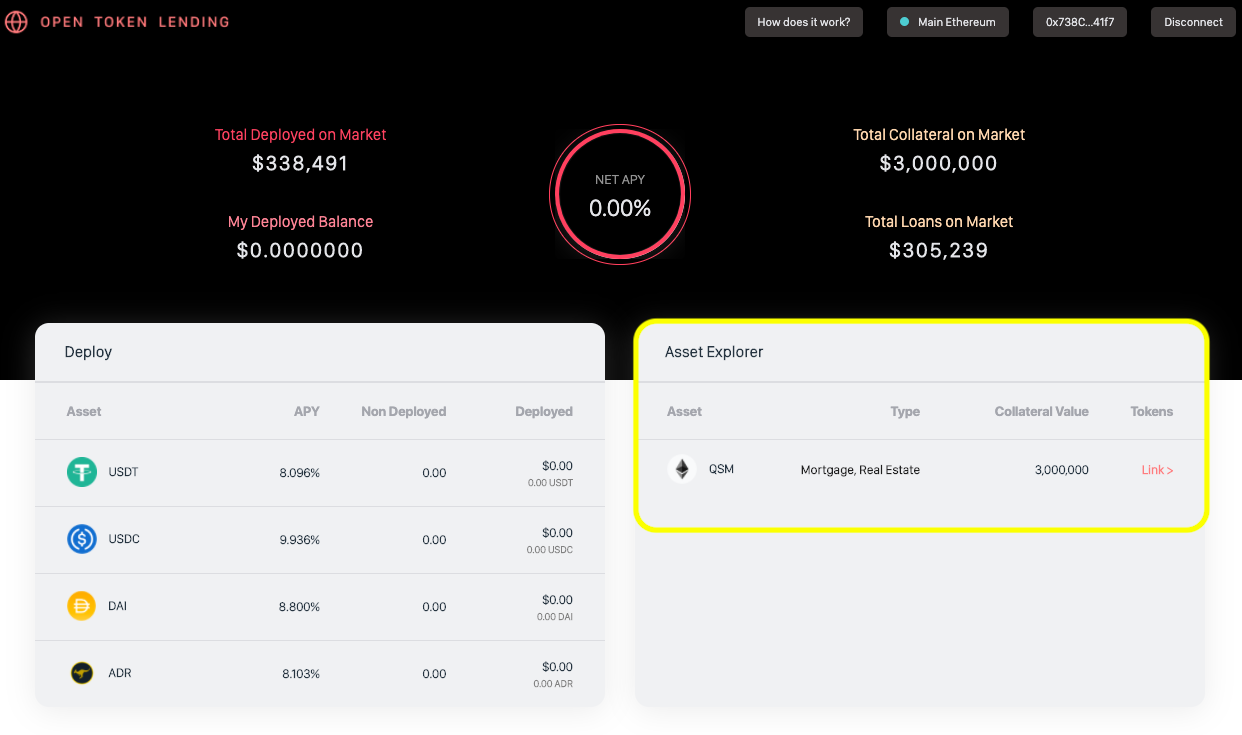 OPEN TOKEN LENDING
How does it work?
Main Ethereum
0x738C...41f7
Disconnect
Total Deployed on Market
$338,491
My Deployed Balance
$0.0000000
NET APY
0.00%
Total Collateral on Market
$3,000,000
Total Loans on Market
$305,239
Deploy
Asset APY Non Deployed Deployed
USDT 8.096% 0.00 $0.00
0.00 USDT
USDC 9.936% 0.00 $0.00
0.00 USDC
DAI 8.800% 0.00 $0.00
0.00 DAI
ADR 8.103% 0.00 $0.00
0.00 ADR
Asset Explorer
Asset Type Collateral Value Tokens
QSM Mortgage, Real Estate 3,000,000 Link >